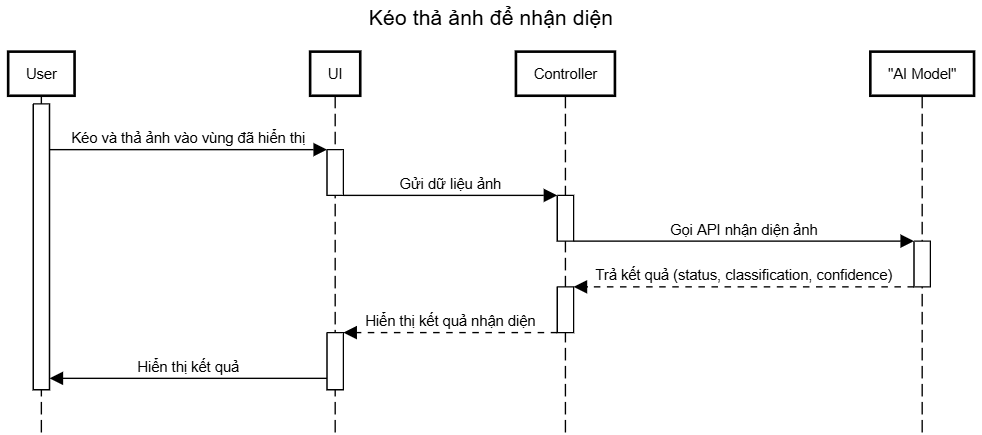 Kéo thả ảnh để nhận diện
User
UI
Controller
"AI Model"
Kéo và thả ảnh vào vùng đã hiển thị
Gửi dữ liệu ảnh
Gọi API nhận diện ảnh
Trả kết quả (status, classification, confidence)
Hiển thị kết quả nhận diện
Hiển thị kết quả